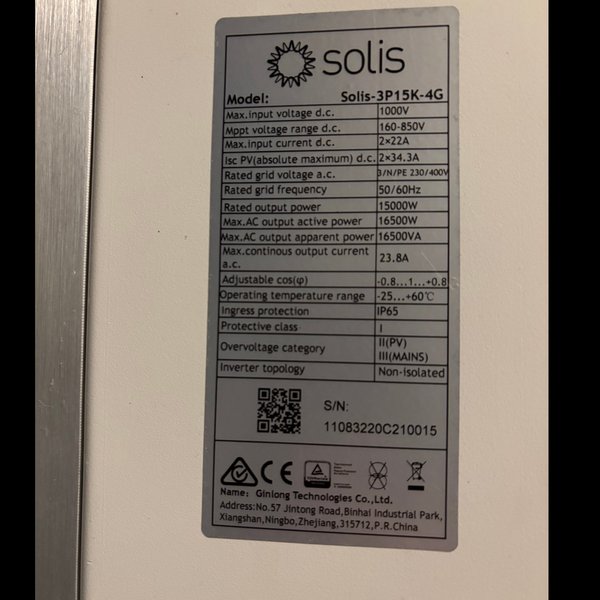 solis
Model: Solis-3P15K-4G
Max.input voltage d.c. 1000V
Mppt voltage range d.c. 160-850V
Max.input current d.c. 2×22A
Isc PV(absolute maximum) d.c. 2×34.3A
Rated grid voltage a.c. 3/N/PE 230/400V
Rated grid frequency 50/60Hz
Rated output power 15000W
Max.AC output active power 16500W
Max.AC output apparent power 16500VA
Max.continous output current
a.c. 23.8A
Adjustable cos(φ) -0.8...1...+0.8
Operating temperature range -25...+60℃
Ingress protection IP65
Protective class I
Overvoltage category II(PV)
III(MAINS)
Inverter topology Non-isolated
S/N:
11083220C210015
CE
Name: Ginlong Technologies Co.,Ltd.
Address:No.57 Jintong Road,Binhai Industrial Park,
Xiangshan,Ningbo,Zhejiang,315712,P.R.China